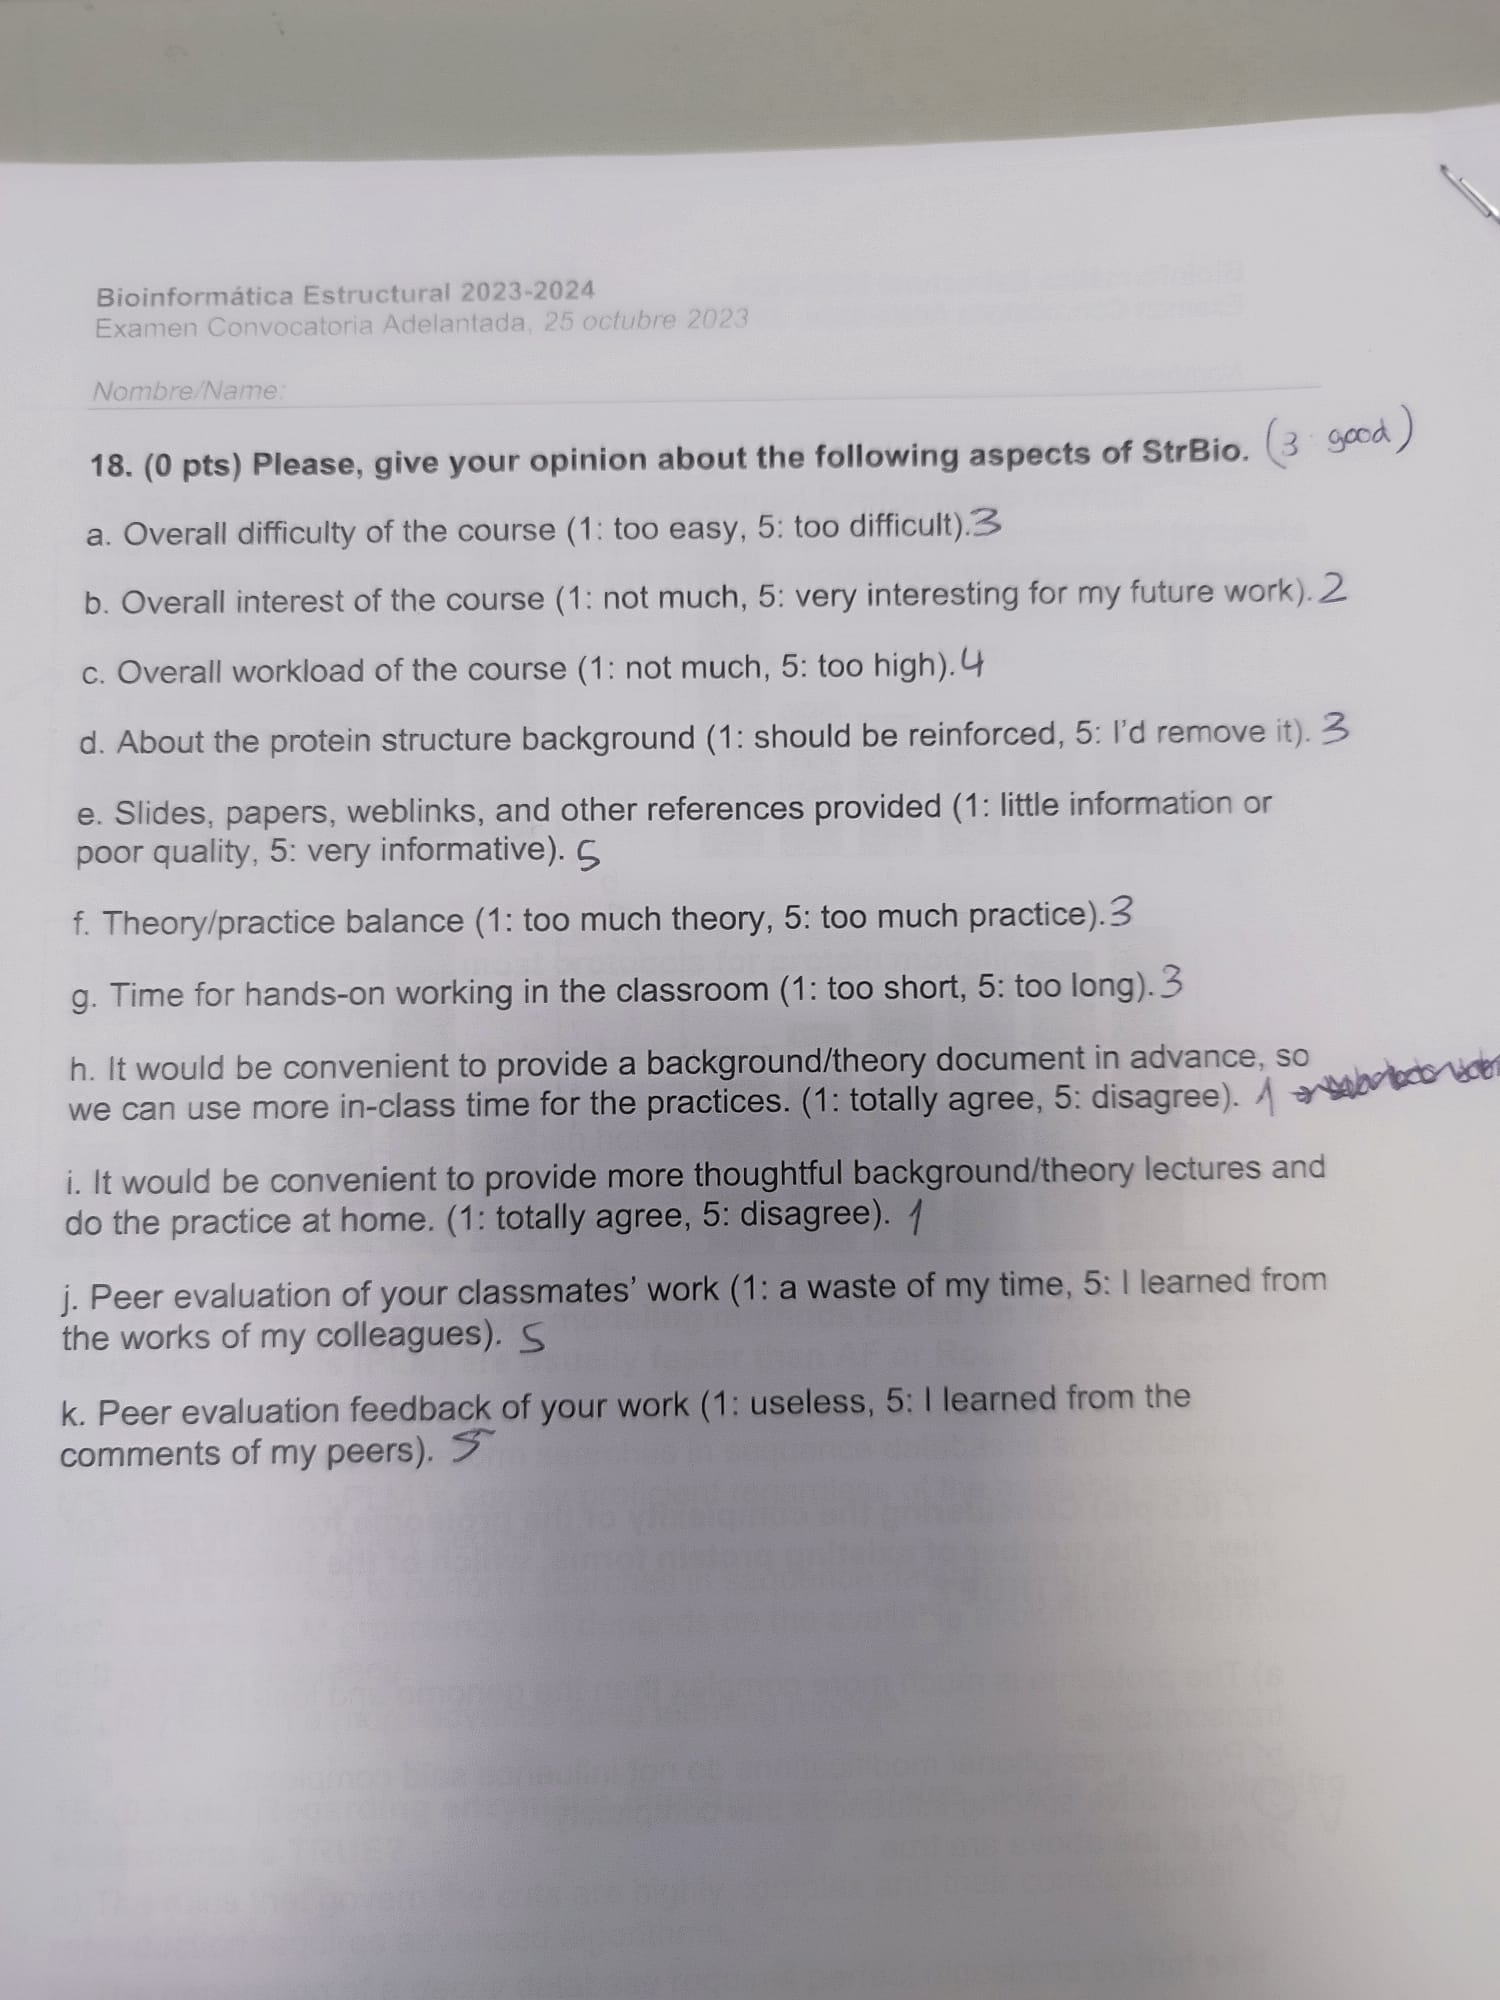 Bioinformática Estructural 2023-2024
Examen Convocatoria Adelantada, 25 octubre 2023
Nombre/Name:
18. (0 pts) Please, give your opinion about the following aspects of StrBio. (3 good)
a. Overall difficulty of the course (1: too easy, 5: too difficult). 3
b. Overall interest of the course (1: not much, 5: very interesting for my future work). 2
c. Overall workload of the course (1: not much, 5: too high). 4
d. About the protein structure background (1: should be reinforced, 5: I'd remove it). 3
e. Slides, papers, weblinks, and other references provided (1: little information or
poor quality, 5: very informative). 5
f. Theory/practice balance (1: too much theory, 5: too much practice). 3
g. Time for hands-on working in the classroom (1: too short, 5: too long). 3
h. It would be convenient to provide a background/theory document in advance, so
we can use more in-class time for the practices. (1: totally agree, 5: disagree). 1
i. It would be convenient to provide more thoughtful background/theory lectures and
do the practice at home. (1: totally agree, 5: disagree). 1
j. Peer evaluation of your classmates' work (1: a waste of my time, 5: I learned from
the works of my colleagues). 5
k. Peer evaluation feedback of your work (1: useless, 5: I learned from the
comments of my peers). 5